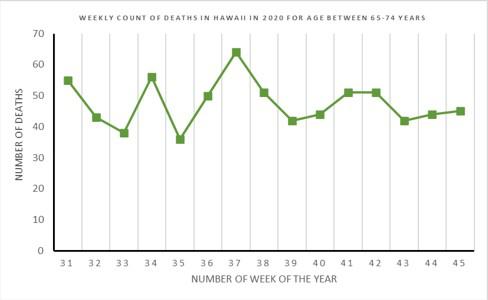 WEEKLY COUNT OF DEATHS IN HAWAII IN 2020 FOR AGE BETWEEN 65-74 YEARS
70
60
50
40
30
20
10
0
NUMBER OF DEATHS
31 32 33 34 35 36 37 38 39 40 41 42 43 44 45
NUMBER OF WEEK OF THE YEAR